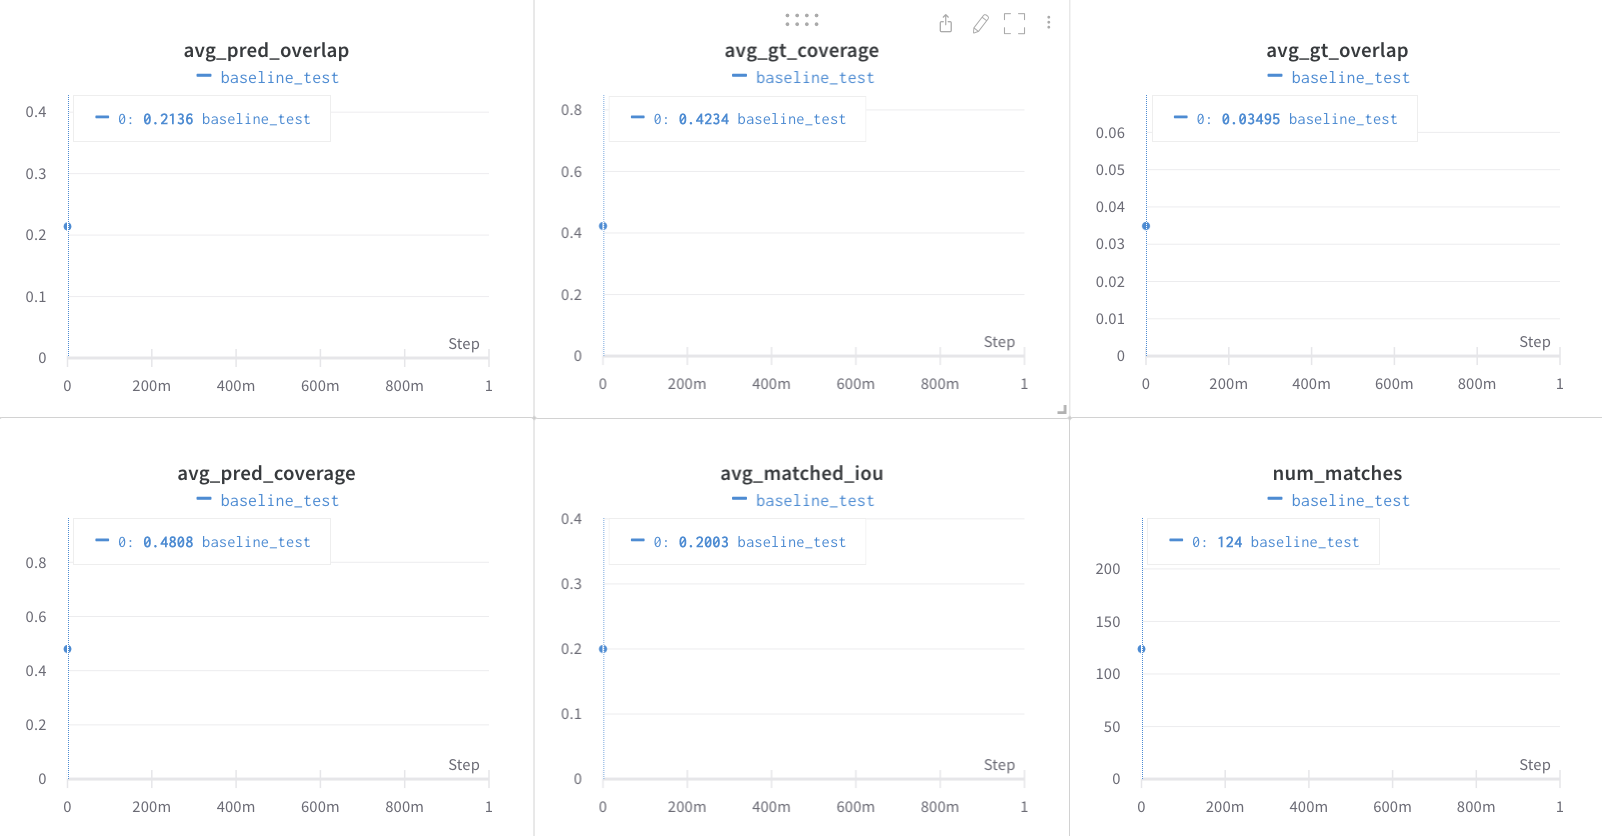 avg_pred_overlap
baseline_test
0: 0.2136 baseline_test
0.4
0.3
0.2
0.1
0
Step
0 200m 400m 600m 800m 1
avg_gt_coverage
baseline_test
0: 0.4234 baseline_test
0.8
0.6
0.4
0.2
0
Step
0 200m 400m 600m 800m 1
avg_gt_overlap
baseline_test
0: 0.03495 baseline_test
0.06
0.05
0.04
0.03
0.02
0.01
0
Step
0 200m 400m 600m 800m 1
avg_pred_coverage
baseline_test
0: 0.4808 baseline_test
0.8
0.6
0.4
0.2
0
Step
0 200m 400m 600m 800m 1
avg_matched_iou
baseline_test
0.4
0: 0.2003 baseline_test
0.3
0.2
0.1
0
Step
0 200m 400m 600m 800m 1
num_matches
baseline_test
0: 124 baseline_test
200
150
100
50
0
Step
0 200m 400m 600m 800m 1